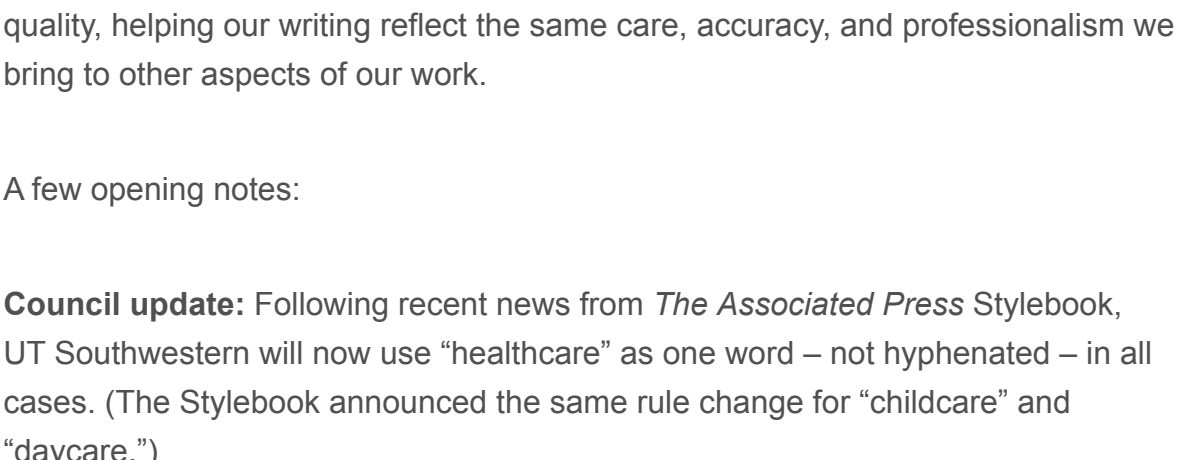 quality, helping our writing reflect the same care, accuracy, and professionalism we
bring to other aspects of our work.
A few opening notes:
Council update: Following recent news from The Associated Press Stylebook,
UT Southwestern will now use “healthcare” as one word – not hyphenated – in all
cases. (The Stylebook announced the same rule change for “childcare” and
“daycare.”)